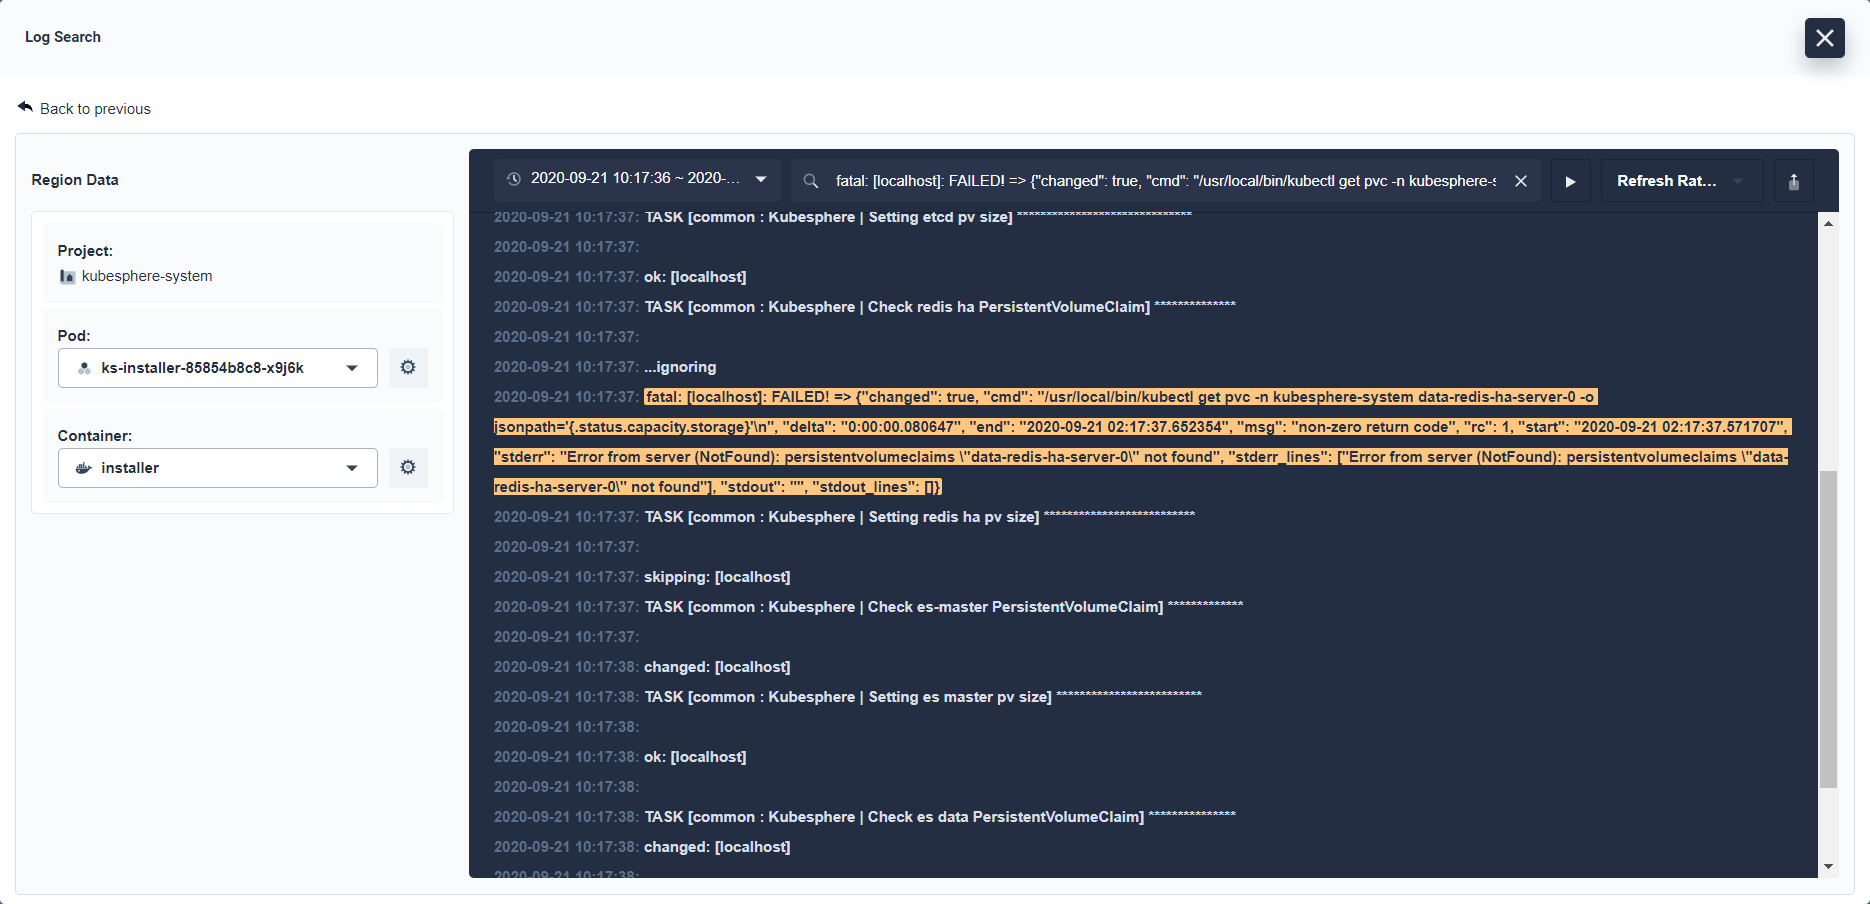 Log Search
Back to previous
Region Data
Project:
kubesphere-system
Pod:
ks-installer-85854b8c8-x9j6k
Container:
installer
2020-09-21 10:17:36 ~ 2020-...
fatal: [localhost]: FAILED! => {"changed": true, "cmd": "/usr/local/bin/kubectl get pvc -n kubesphere-s
Refresh Rat...
2020-09-21 10:17:37: TASK [common : Kubesphere | Setting etcd pv size] ******************************
2020-09-21 10:17:37:
2020-09-21 10:17:37: ok: [localhost]
2020-09-21 10:17:37: TASK [common : Kubesphere | Check redis ha PersistentVolumeClaim] **************
2020-09-21 10:17:37:
2020-09-21 10:17:37: ...ignoring
2020-09-21 10:17:37: fatal: [localhost]: FAILED! => {"changed": true, "cmd": "/usr/local/bin/kubectl get pvc -n kubesphere-system data-redis-ha-server-0 -o
jsonpath='{.status.capacity.storage}'\n", "delta": "0:00:00.080647", "end": "2020-09-21 02:17:37.652354", "msg": "non-zero return code", "rc": 1, "start": "2020-09-21 02:17:37.571707",
"stderr": "Error from server (NotFound): persistentvolumeclaims \"data-redis-ha-server-0\" not found", "stderr_lines": ["Error from server (NotFound): persistentvolumeclaims \"data-
redis-ha-server-0\" not found"], "stdout": "", "stdout_lines": []}
2020-09-21 10:17:37: TASK [common : Kubesphere | Setting redis ha pv size] **************************
2020-09-21 10:17:37:
2020-09-21 10:17:37: skipping: [localhost]
2020-09-21 10:17:37: TASK [common : Kubesphere | Check es-master PersistentVolumeClaim] *************
2020-09-21 10:17:37:
2020-09-21 10:17:38: changed: [localhost]
2020-09-21 10:17:38: TASK [common : Kubesphere | Setting es master pv size] *************************
2020-09-21 10:17:38:
2020-09-21 10:17:38: ok: [localhost]
2020-09-21 10:17:38:
2020-09-21 10:17:38: TASK [common : Kubesphere | Check es data PersistentVolumeClaim] ***************
2020-09-21 10:17:38: changed: [localhost]
2020-09-21 10:17:38: